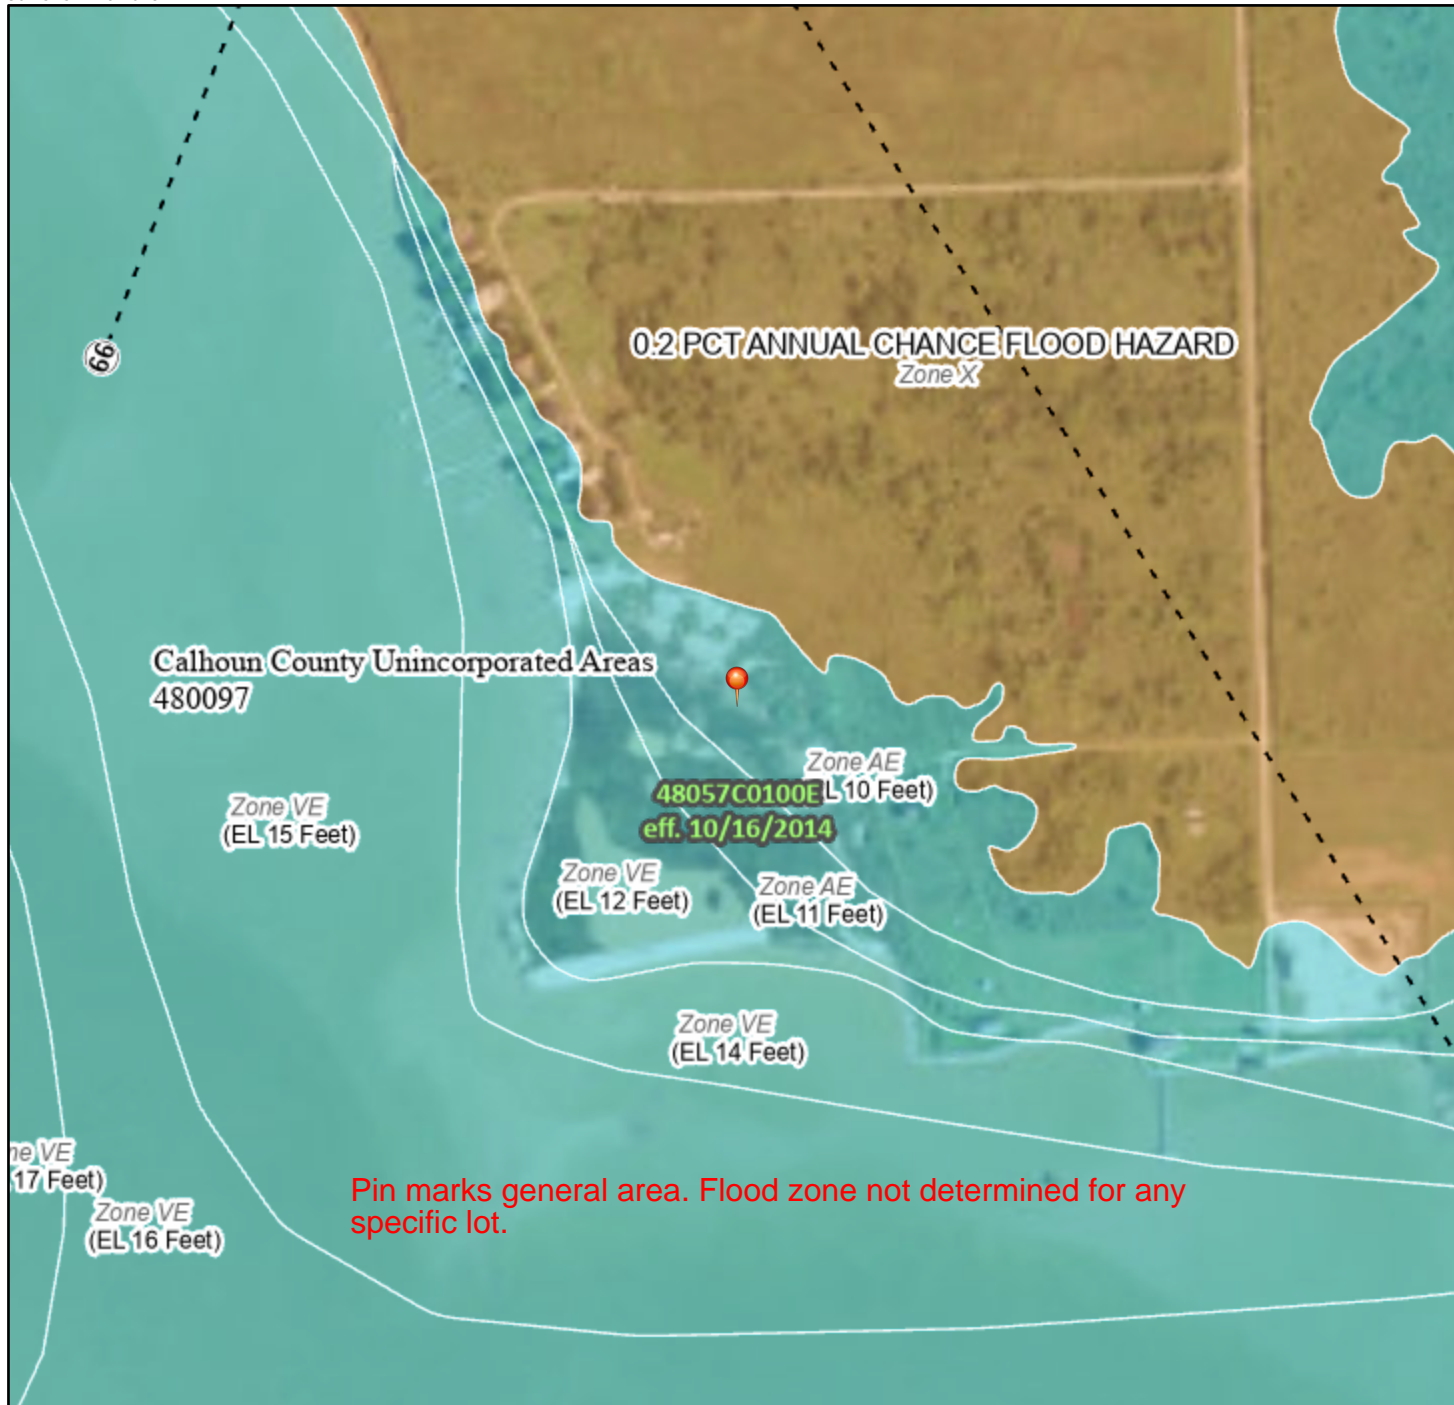 66
0.2 PCT ANNUAL CHANCE FLOOD HAZARD
Zone X
Calhoun County Unincorporated Areas
480097
Zone AE
L 10 Feet)
48057C0100E
eff. 10/16/2014
Zone VE
(EL 15 Feet)
Zone VE
(EL 12 Feet)
Zone AE
(EL 11 Feet)
Zone VE
(EL 14 Feet)
ne VE
17 Feet)
Zone VE
(EL 16 Feet)
Pin marks general area. Flood zone not determined for any
specific lot.